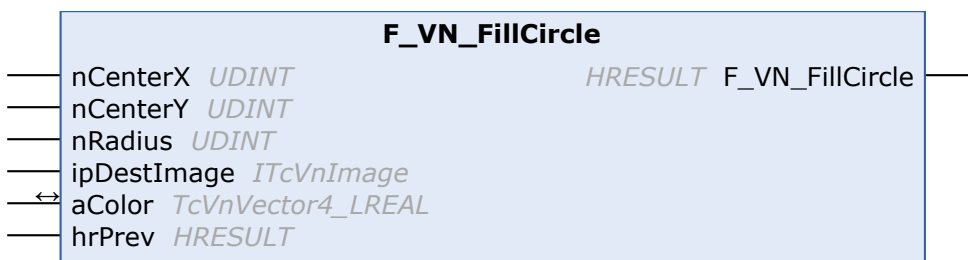 F_VN_FillCircle
nCenterX UDINT HRESULT F_VN_FillCircle
nCenterY UDINT
nRadius UDINT
ipDestImage ITcVnImage
↔ aColor TcVnVector4_LREAL
hrPrev HRESULT